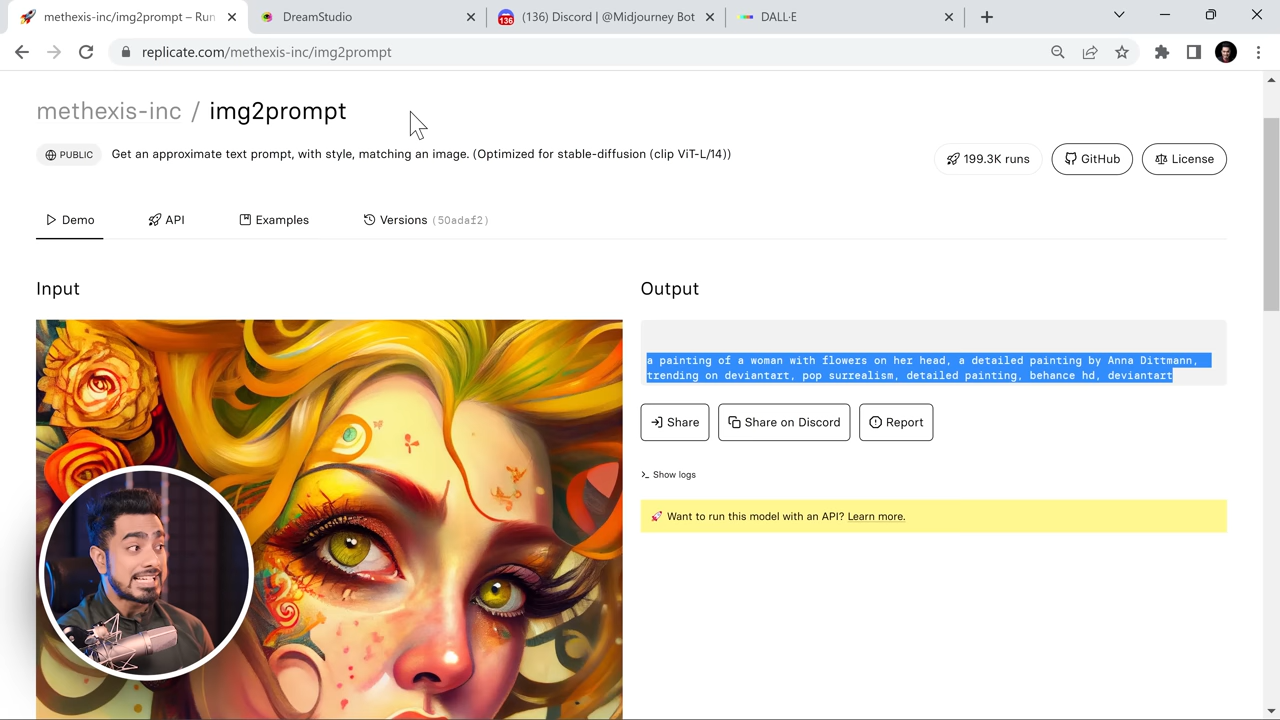 methexis-inc/img2prompt – Run
DreamStudio
(136) Discord | @Midjourney Bot
DALL·E
136
replicate.com/methexis-inc/img2prompt
methexis-inc / img2prompt
PUBLIC
Get an approximate text prompt, with style, matching an image. (Optimized for stable-diffusion (clip ViT-L/14))
199.3K runs
GitHub
License
Demo
API
Examples
Versions (50adaf2)
Input
Output
a painting of a woman with flowers on her head, a detailed painting by Anna Dittmann,
trending on deviantart, pop surrealism, detailed painting, behance hd, deviantart
Share
Share on Discord
Report
Show logs
Want to run this model with an API? Learn more.